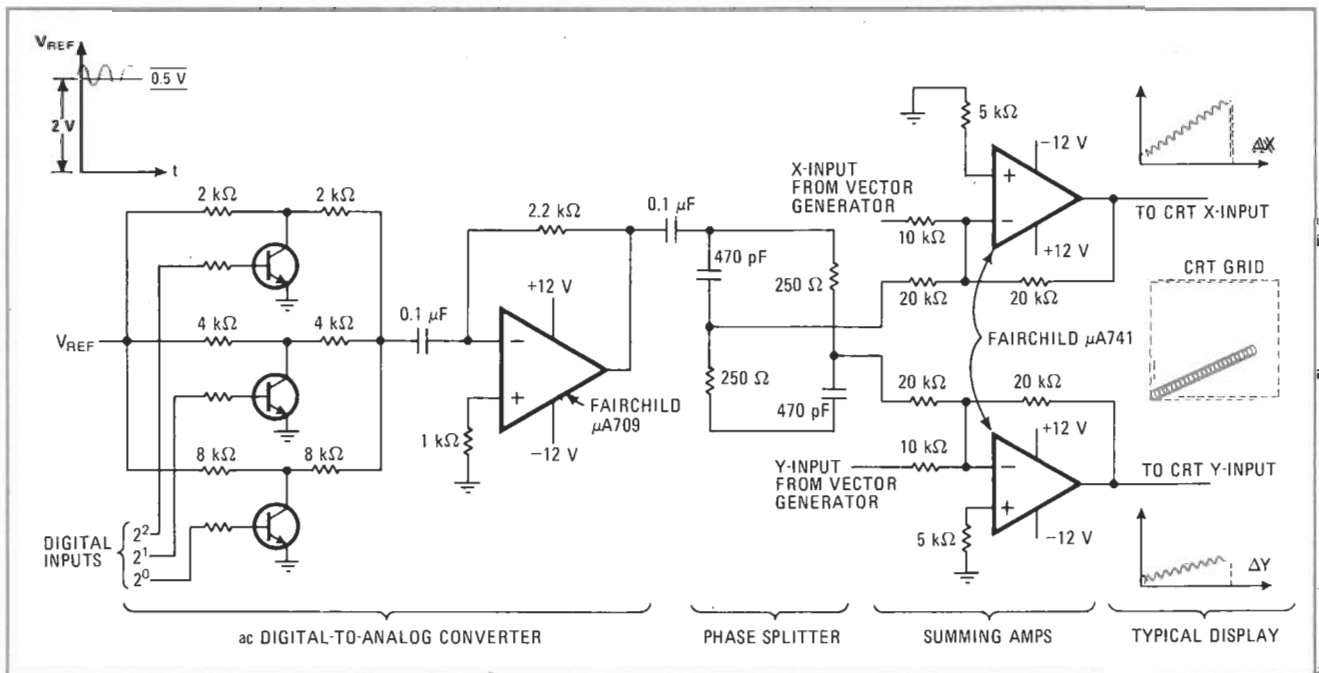 V_REF
0.5 V
2 V
t
2 kΩ
2 kΩ
4 kΩ
4 kΩ
V_REF
8 kΩ
8 kΩ
DIGITAL
INPUTS
2²
2¹
2⁰
0.1 µF
2.2 kΩ
+12 V
−
+
1 kΩ
−12 V
FAIRCHILD
µA709
0.1 µF
470 pF
250 Ω
250 Ω
470 pF
5 kΩ
−12 V
X-INPUT
FROM VECTOR
GENERATOR
+
−
10 kΩ
+12 V
20 kΩ
20 kΩ
TO CRT X-INPUT
FAIRCHILD µA741
20 kΩ
20 kΩ
+12 V
10 kΩ
Y-INPUT
FROM VECTOR
GENERATOR
−
+
5 kΩ
−12 V
TO CRT Y-INPUT
ΔX
CRT GRID
ΔY
ac DIGITAL-TO-ANALOG CONVERTER
PHASE SPLITTER
SUMMING AMPS
TYPICAL DISPLAY